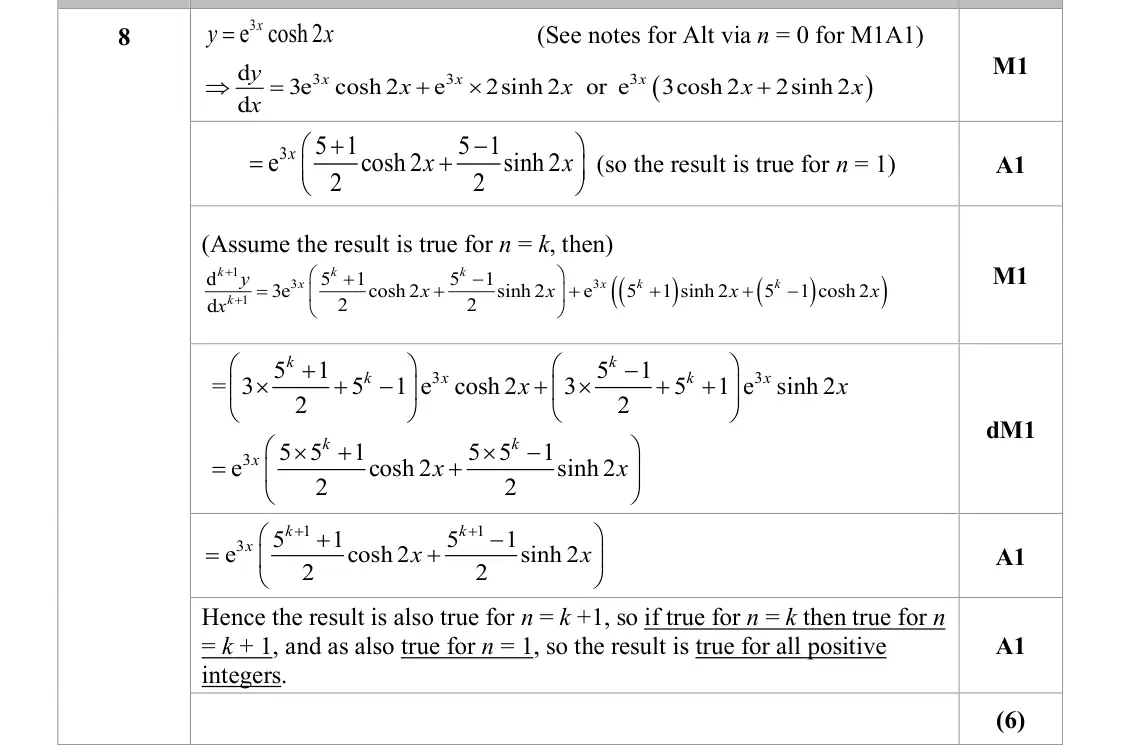 8
y = e^{3x} cosh 2x (See notes for Alt via n = 0 for M1A1)
⇒ dy/dx = 3e^{3x} cosh 2x + e^{3x} × 2 sinh 2x or e^{3x} (3 cosh 2x + 2 sinh 2x)
M1
= e^{3x} ( (5+1)/2 cosh 2x + (5−1)/2 sinh 2x ) (so the result is true for n = 1)
A1
(Assume the result is true for n = k, then)
d^{k+1}y/dx^{k+1} = 3e^{3x} ( (5^k +1)/2 cosh 2x + (5^k −1)/2 sinh 2x ) + e^{3x} ((5^k +1) sinh 2x + (5^k −1) cosh 2x)
M1
= ( 3 × (5^k +1)/2 + 5^k −1 ) e^{3x} cosh 2x + ( 3 × (5^k −1)/2 + 5^k +1 ) e^{3x} sinh 2x
= e^{3x} ( (5×5^k +1)/2 cosh 2x + (5×5^k −1)/2 sinh 2x )
dM1
= e^{3x} ( (5^{k+1} +1)/2 cosh 2x + (5^{k+1} −1)/2 sinh 2x )
A1
Hence the result is also true for n = k +1, so if true for n = k then true for n
= k + 1, and as also true for n = 1, so the result is true for all positive
integers.
A1
(6)